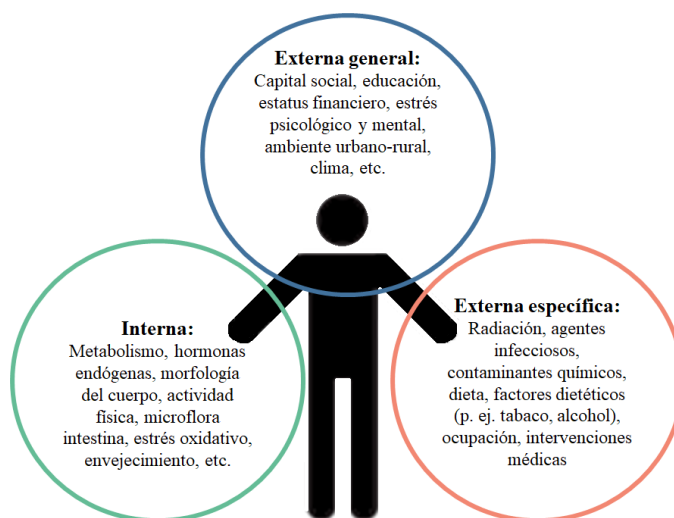 Externa general:
Capital social, educación,
estatus financiero, estrés
psicológico y mental,
ambiente urbano-rural,
clima, etc.
Interna:
Metabolismo, hormonas
endógenas, morfología
del cuerpo, actividad
física, microflora
intestina, estrés oxidativo,
envejecimiento, etc.
Externa específica:
Radiación, agentes
infecciosos,
contaminantes químicos,
dieta, factores dietéticos
(p. ej. tabaco, alcohol),
ocupación, intervenciones
médicas